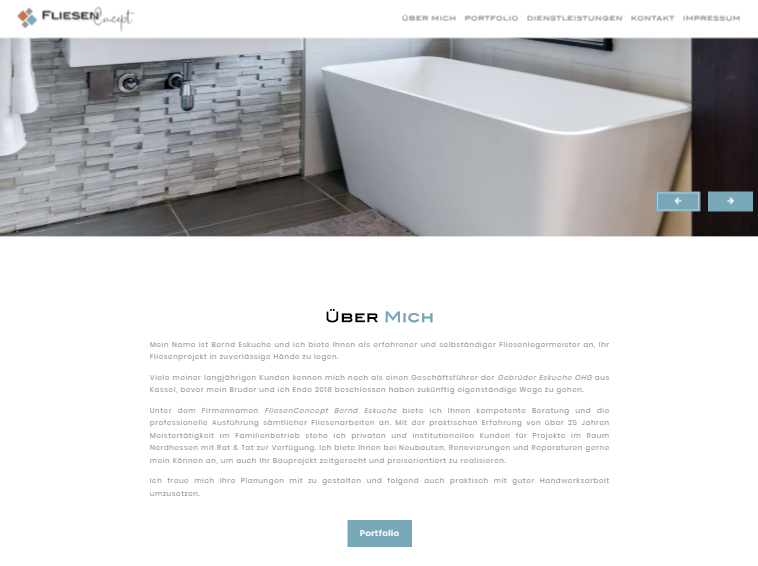 FLIESEN Concept
ÜBER MICH PORTFOLIO DIENSTLEISTUNGEN KONTAKT IMPRESSUM
ÜBER MICH
Mein Name ist Bernd Eskuche und ich biete Ihnen als erfahrener und selbständiger Fliesenlegermeister an, Ihr
Fliesenprojekt in zuverlässige Hände zu legen.
Viele meiner langjährigen Kunden kennen mich noch als einen Geschäftsführer der Gebrüder Eskuche OHG aus
Kassel, bevor mein Bruder und ich Ende 2018 beschlossen haben zukünftig eigenständige Wege zu gehen.
Unter dem Firmennamen FliesenConcept Bernd Eskuche biete ich Ihnen kompetente Beratung und die
professionelle Ausführung sämtlicher Fliesenarbeiten an. Mit der praktischen Erfahrung von über 25 Jahren
Meistertätigkeit im Familienbetrieb stehe ich privaten und institutionellen Kunden für Projekte im Raum
Nordhessen mit Rat & Tat zur Verfügung. Ich biete Ihnen bei Neubauten, Renovierungen und Reparaturen gerne
mein Können an, um auch Ihr Bauprojekt zeitgerecht und preisorientiert zu realisieren.
Ich freue mich Ihre Planungen mit zu gestalten und folgend auch praktisch mit guter Handwerksarbeit
umzusetzen.
Portfolio